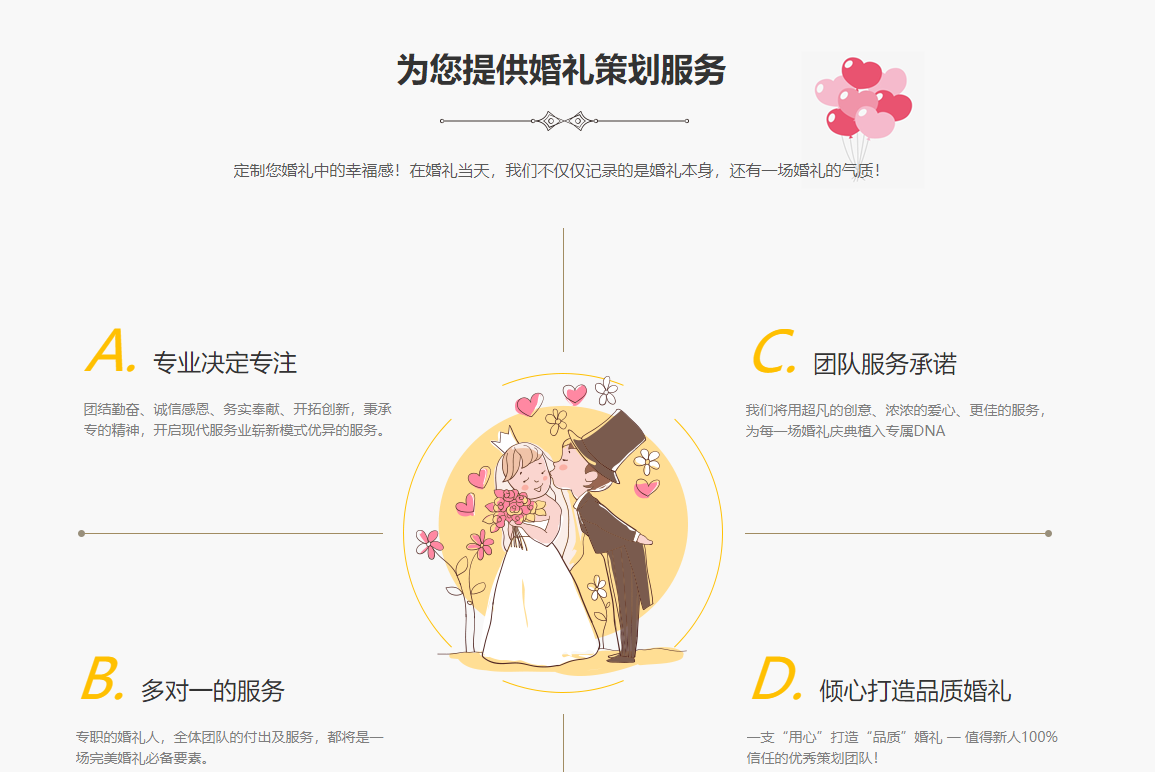 为您提供婚礼策划服务
定制您婚礼中的幸福感！在婚礼当天，我们不仅仅记录的是婚礼本身，还有一场婚礼的气质！
A. 专业决定专注
团结勤奋、诚信感恩、务实奉献、开拓创新，秉承
专的精神，开启现代服务业崭新模式优异的服务。
C. 团队服务承诺
我们将用超凡的创意、浓浓的爱心、更佳的服务，
为每一场婚礼庆典植入专属DNA
B. 多对一的服务
专职的婚礼人，全体团队的付出及服务，都将是一
场完美婚礼必备要素。
D. 倾心打造品质婚礼
一支“用心”打造“品质”婚礼 — 值得新人100%
信任的优秀策划团队！